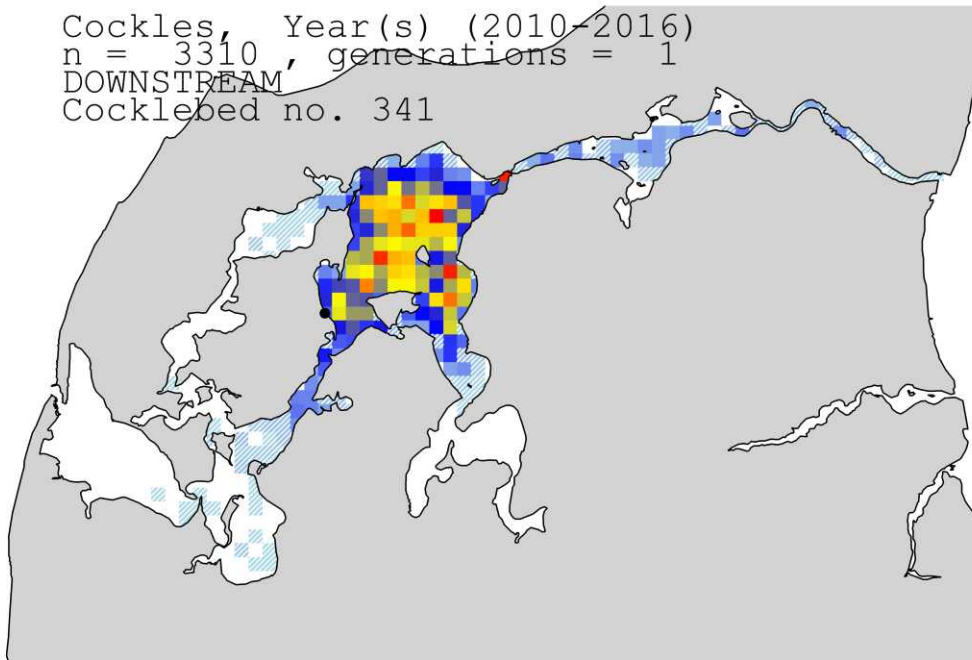 Cockles, Year(s) (2010-2016)
n = 3310 , generations = 1
DOWNSTREAM
Cocklebed no. 341